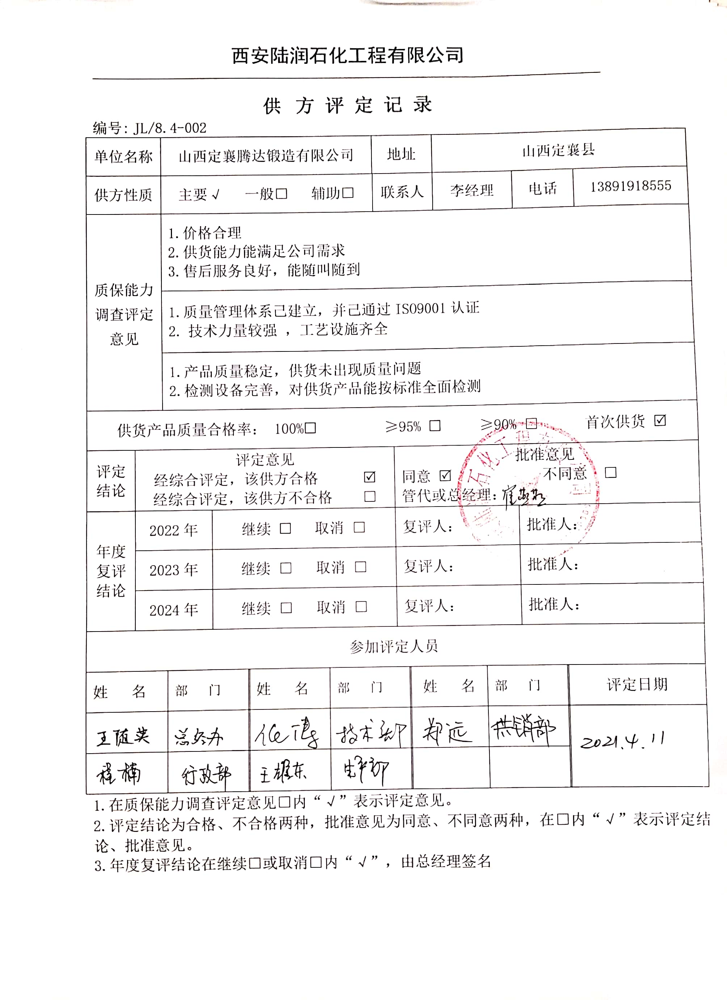 西安陆润石化工程有限公司
供 方 评 定 记 录
编号: JL/8.4-002
单位名称 山西定襄腾达锻造有限公司 地址 山西定襄县
供方性质 主要√ 一般□ 辅助□ 联系人 李经理 电话 13891918555
质保能力
调查评定
意见
1.价格合理
2.供货能力能满足公司需求
3.售后服务良好，能随叫随到
1.质量管理体系己建立，并己通过 ISO9001 认证
2. 技术力量较强 ，工艺设施齐全
1.产品质量稳定，供货未出现质量问题
2.检测设备完善，对供货产品能按标准全面检测
供货产品质量合格率： 100%□ ≥95% □ ≥90% □ 首次供货 ☑
评定
结论
评定意见
经综合评定，该供方合格 ☑
经综合评定，该供方不合格 □
批准意见
同意 ☑ 不同意 □
管代或总经理：
石化工程
年度
复评
结论
2022 年 继续 □ 取消 □ 复评人： 批准人：
2023 年 继续 □ 取消 □ 复评人： 批准人：
2024 年 继续 □ 取消 □ 复评人： 批准人：
参加评定人员
姓 名 部 门 姓 名 部 门 姓 名 部 门 评定日期
王随英 总经办 任博 技术部 郑远 供销部 2021.4.11
程楠 行政部 王雄东 生产部
1.在质保能力调查评定意见□内“√”表示评定意见。
2.评定结论为合格、不合格两种，批准意见为同意、不同意两种，在□内“√”表示评定结
论、批准意见。
3.年度复评结论在继续□或取消□内“√”，由总经理签名